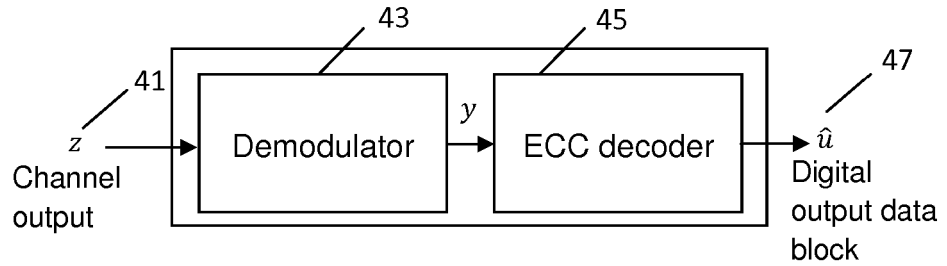 43
45
41
47
z
Demodulator
y
ECC decoder
û
Channel
output
Digital
output data
block